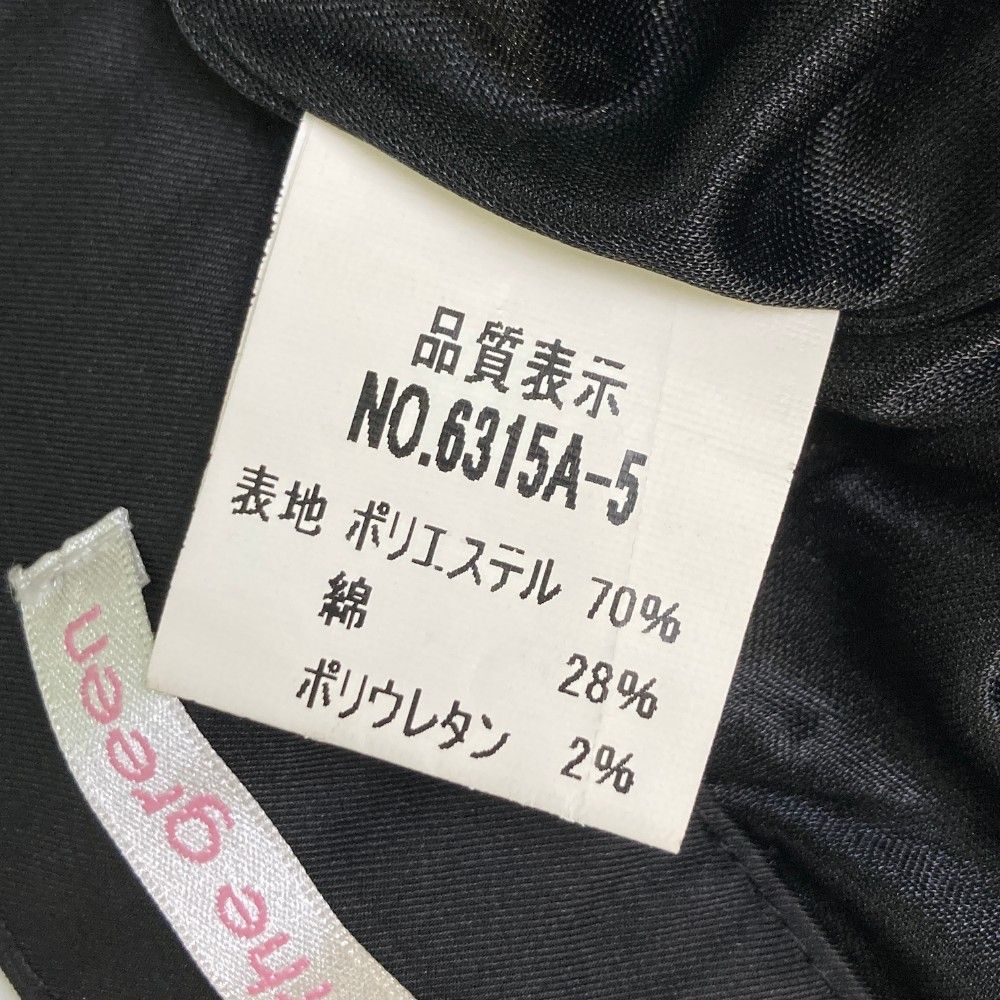 品質表示
NO.6315A-5
表地 ポリエステル 70%
綿 28%
ポリウレタン 2%
green